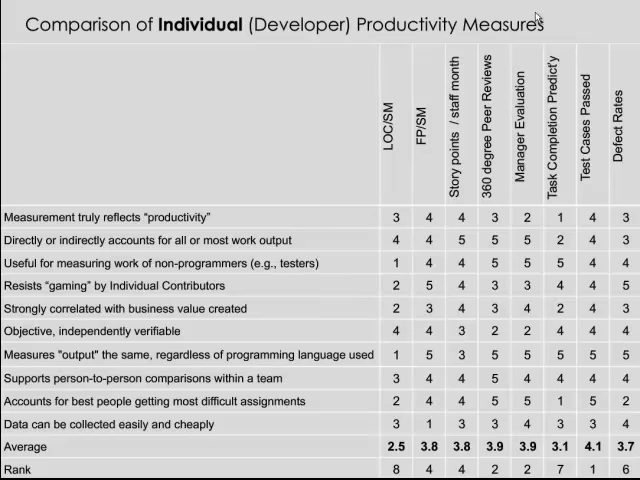 Comparison of Individual (Developer) Productivity Measures
LOC/SM
FP/SM
Story points / staff month
360 degree Peer Reviews
Manager Evaluation
Task Completion Predict'y
Test Cases Passed
Defect Rates
Measurement truly reflects “productivity” 3 4 4 3 2 1 4 3
Directly or indirectly accounts for all or most work output 4 4 5 5 5 2 4 3
Useful for measuring work of non-programmers (e.g., testers) 1 4 4 5 5 5 4 4
Resists “gaming” by Individual Contributors 2 5 4 3 3 4 4 5
Strongly correlated with business value created 2 3 4 3 4 2 4 3
Objective, independently verifiable 4 4 3 2 2 4 4 4
Measures "output" the same, regardless of programming language used 1 5 3 5 5 5 5 5
Supports person-to-person comparisons within a team 3 4 4 5 4 4 4 4
Accounts for best people getting most difficult assignments 2 4 4 5 5 1 5 2
Data can be collected easily and cheaply 3 1 3 3 4 3 3 4
Average 2.5 3.8 3.8 3.9 3.9 3.1 4.1 3.7
Rank 8 4 4 2 2 7 1 6